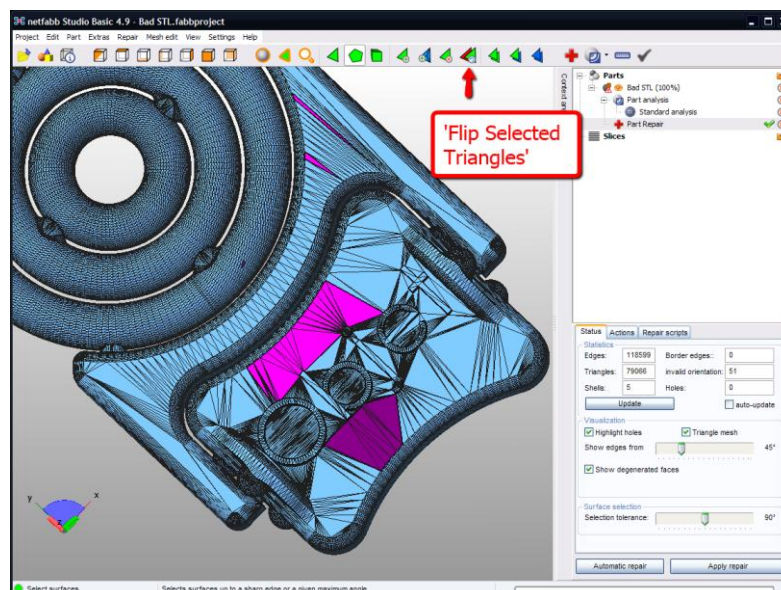 netfabb Studio Basic 4.9 - Bad STL.fabbproject
Project Edit Part Extras Repair Mesh edit View Settings Help
'Flip Selected
Triangles'
Context and
Parts
Bad STL (100%)
Part analysis
Standard analysis
Part Repair
Slices
Status Actions Repair scripts
Statistics
Edges: 118599 Border edges:: 0
Triangles: 79066 invalid orientation: 51
Shells: 5 Holes: 0
Update auto-update
Visualization
Highlight holes Triangle mesh
Show edges from 45°
Show degenerated faces
Surface selection
Selection tolerance: 90°
Automatic repair Apply repair
y x
z
Select surfaces Selects surfaces up to a sharp edge or a given maximum angle